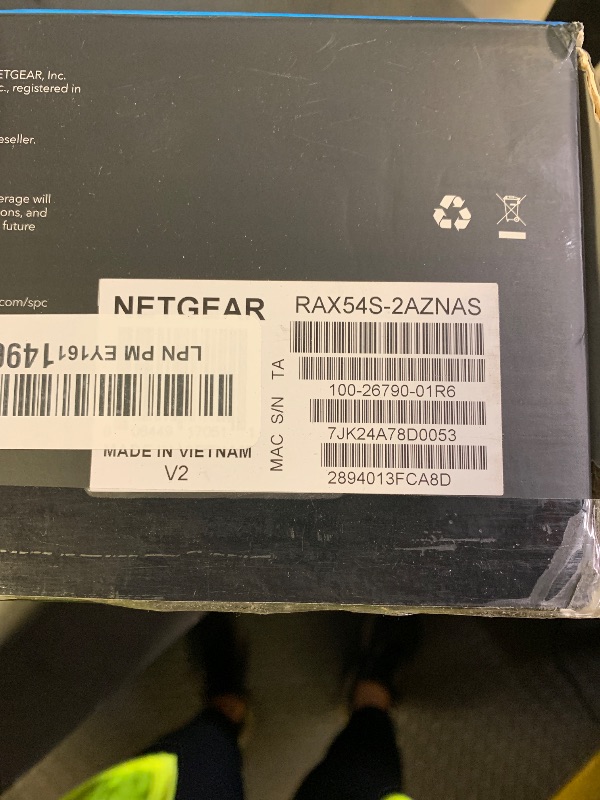 ETGEAR, Inc.
c., registered in
eseller.
erage will
ons, and
future
com/spc
NETGEAR
RAX54S-2AZNAS
LPN PM EY161149
TA
100-26790-01R6
S/N
7JK24A78D0053
MAC
2894013FCA8D
MADE IN VIETNAM
V2